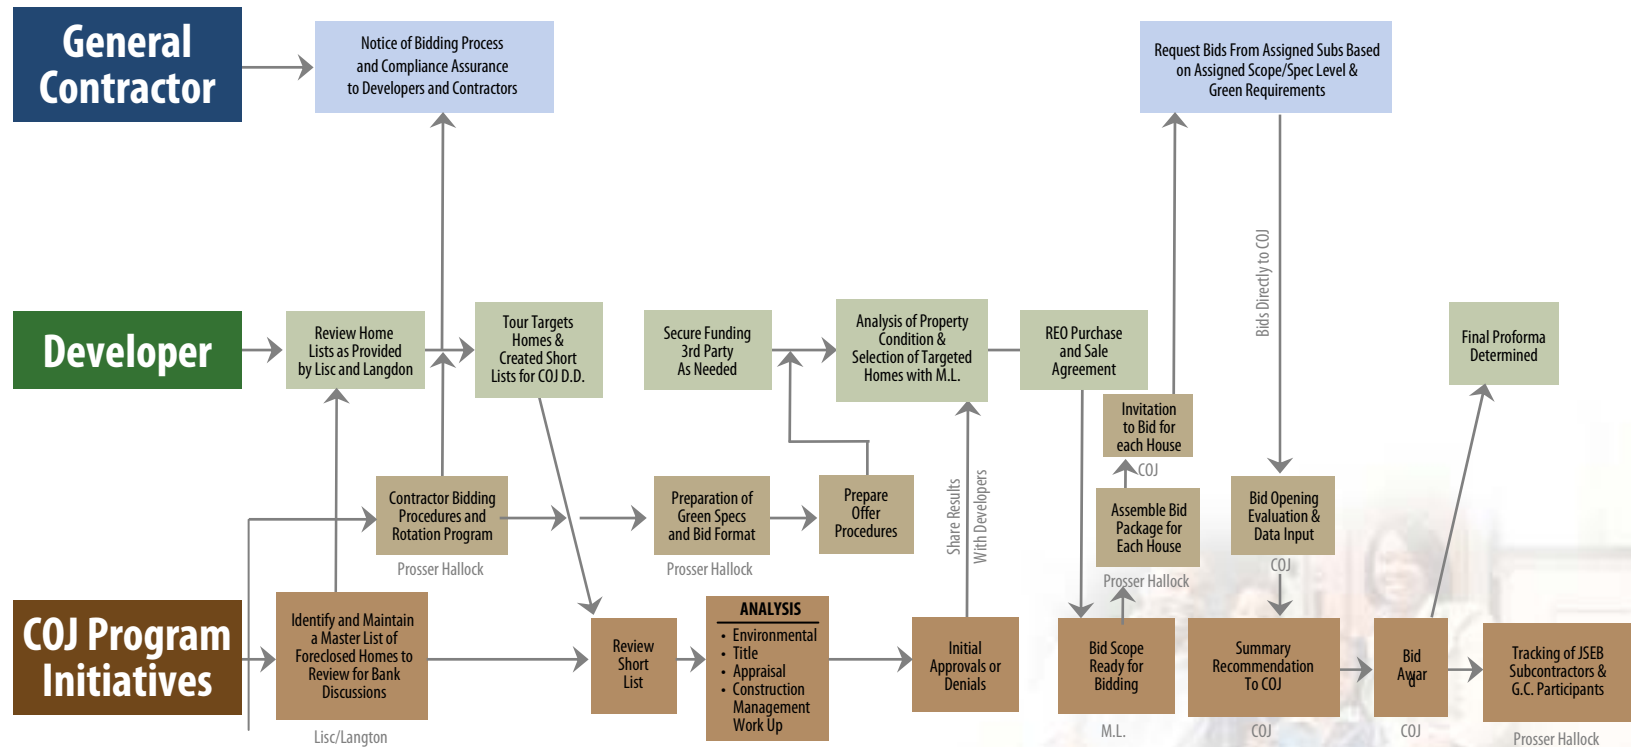 General
Contractor
Notice of Bidding Process
and Compliance Assurance
to Developers and Contractors
Request Bids From Assigned Subs Based
on Assigned Scope/Spec Level &
Green Requirements
Bids Directly to COJ
Developer
Review Home
Lists as Provided
by Lisc and Langdon
Tour Targets
Homes &
Created Short
Lists for COJ D.D.
Secure Funding
3rd Party
As Needed
Analysis of Property
Condition &
Selection of Targeted
Homes with M.L.
REO Purchase
and Sale
Agreement
Final Proforma
Determined
Invitation
to Bid for
each House
COJ
Contractor Bidding
Procedures and
Rotation Program
Prosser Hallock
Preparation of
Green Specs
and Bid Format
Prosser Hallock
Prepare
Offer
Procedures
Share Results
With Developers
Assemble Bid
Package for
Each House
Prosser Hallock
Bid Opening
Evaluation &
Data Input
COJ
COJ Program
Initiatives
Identify and Maintain
a Master List of
Foreclosed Homes to
Review for Bank
Discussions
Lisc/Langton
Review
Short
List
ANALYSIS
• Environmental
• Title
• Appraisal
• Construction
Management
Work Up
Initial
Approvals or
Denials
Bid Scope
Ready for
Bidding
M.L.
Summary
Recommendation
To COJ
COJ
Bid
Awar
d
COJ
Tracking of JSEB
Subcontractors &
G.C. Participants
Prosser Hallock